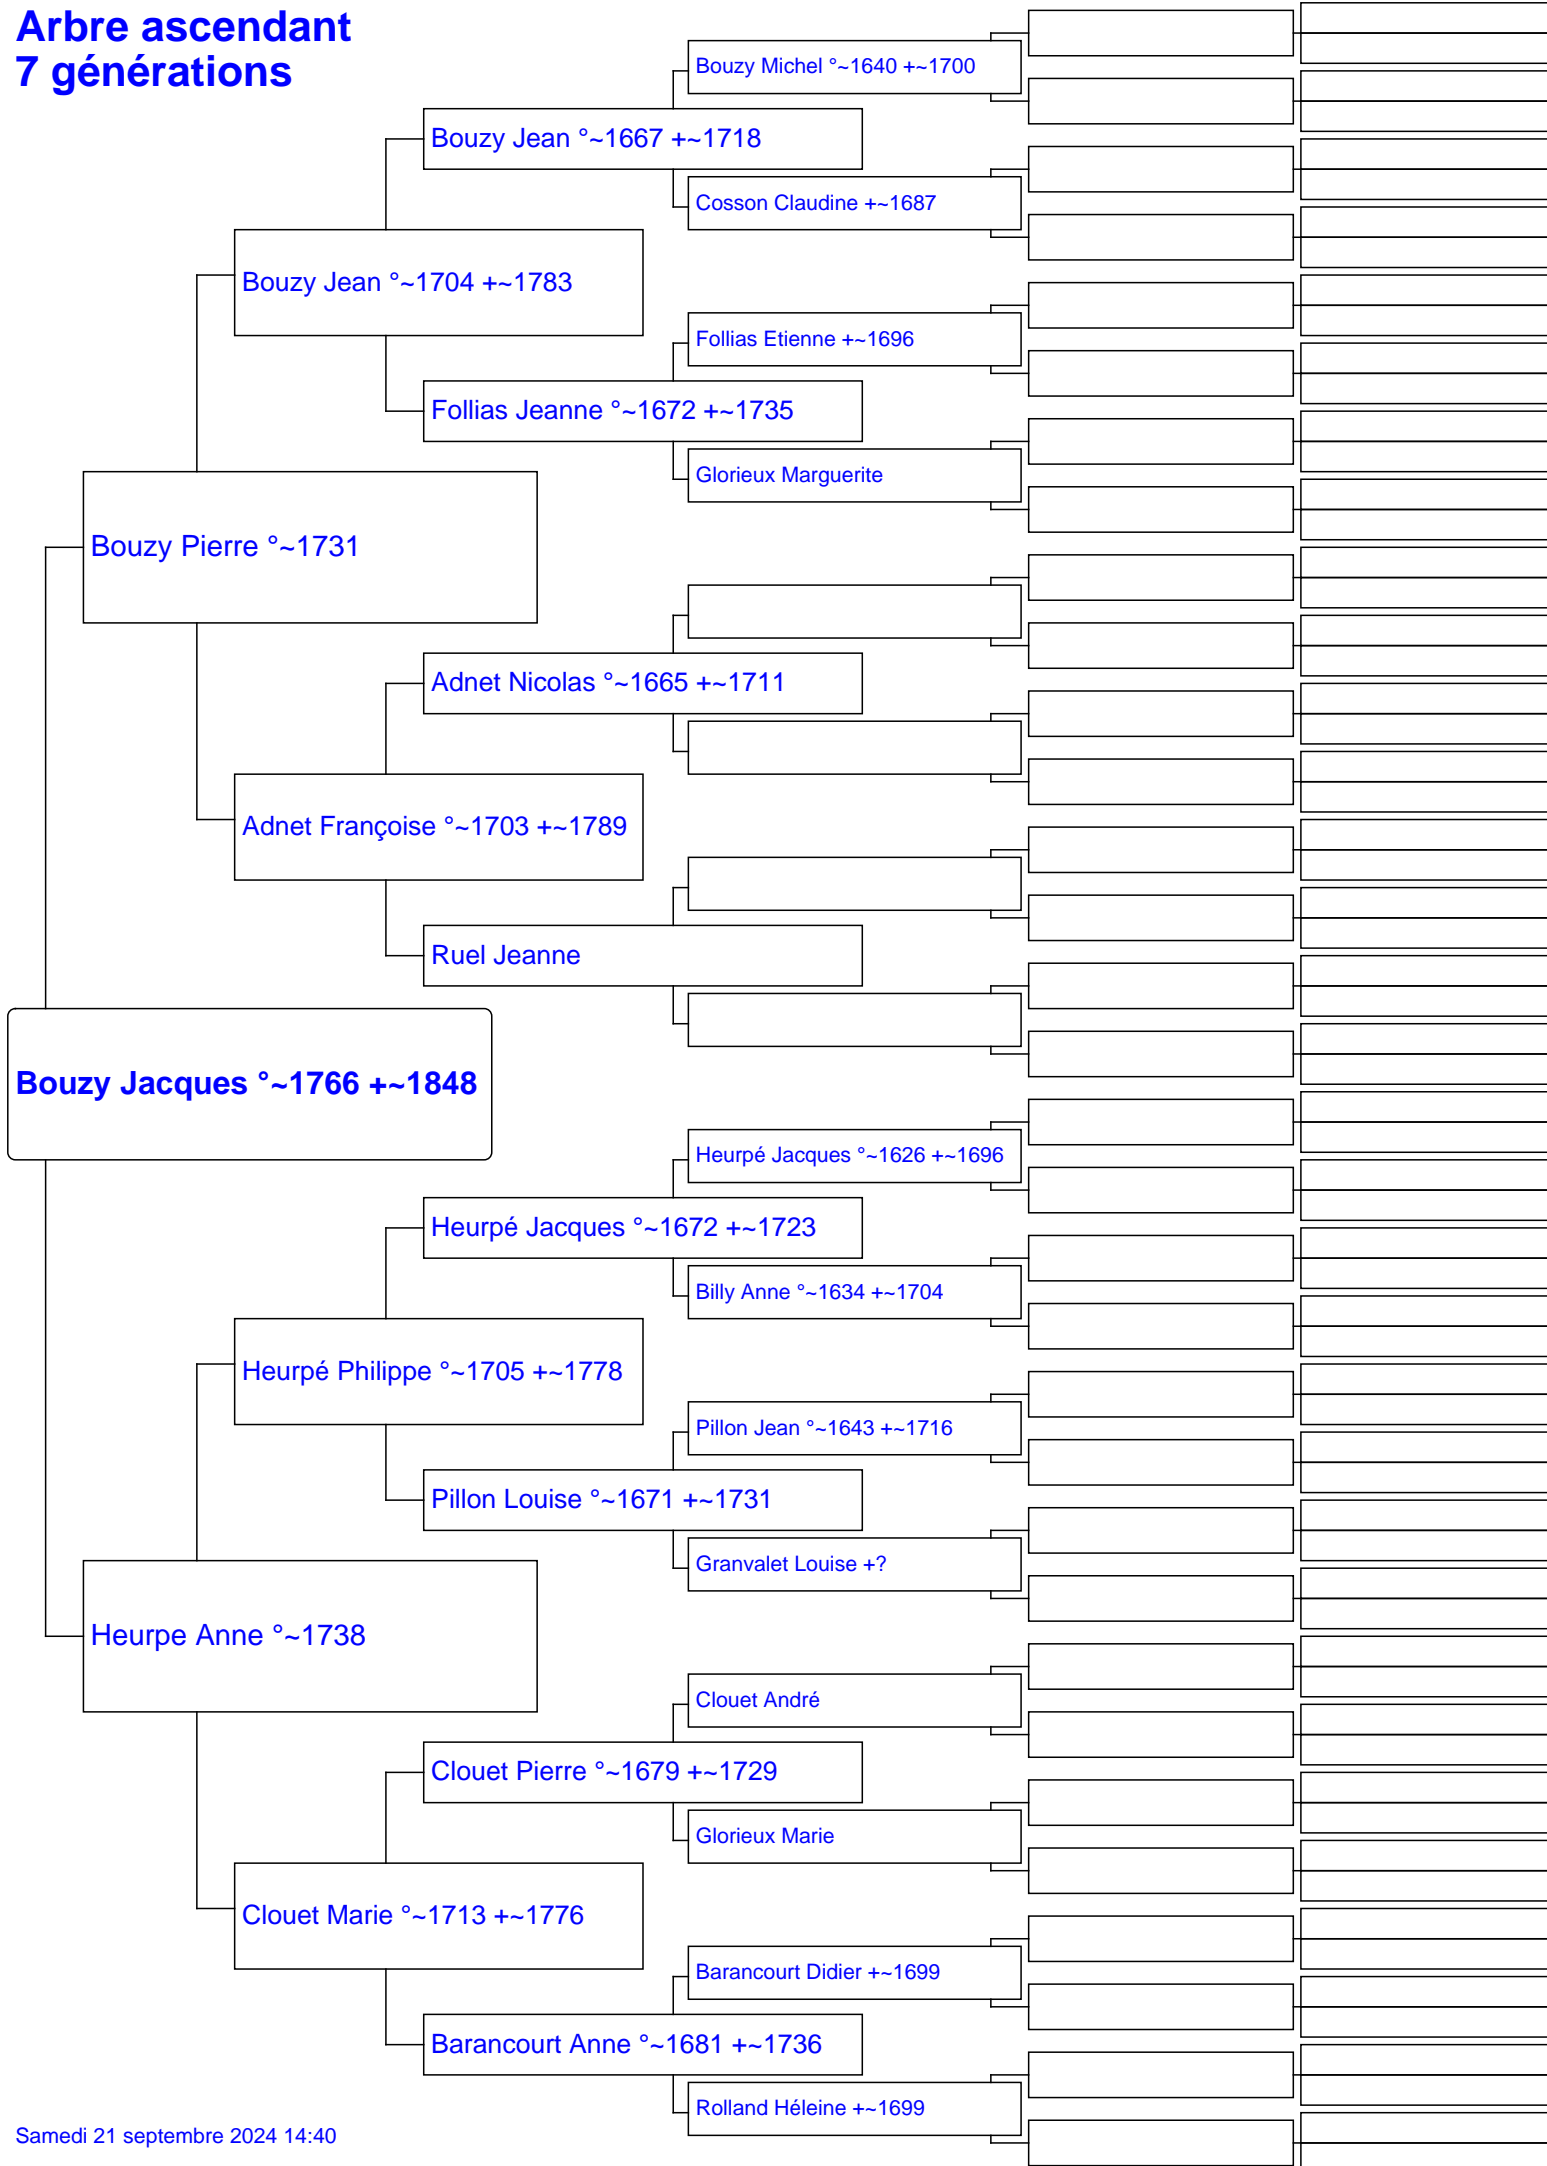 Arbre ascendant
7 générations
Bouzy Michel °~1640 +~1700
Bouzy Jean °~1667 +~1718
Cosson Claudine +~1687
Bouzy Jean °~1704 +~1783
Follias Etienne +~1696
Follias Jeanne °~1672 +~1735
Glorieux Marguerite
Bouzy Pierre °~1731
Adnet Nicolas °~1665 +~1711
Adnet Françoise °~1703 +~1789
Ruel Jeanne
Bouzy Jacques °~1766 +~1848
Heurpé Jacques °~1626 +~1696
Heurpé Jacques °~1672 +~1723
Billy Anne °~1634 +~1704
Heurpé Philippe °~1705 +~1778
Pillon Jean °~1643 +~1716
Pillon Louise °~1671 +~1731
Granvalet Louise +?
Heurpe Anne °~1738
Clouet André
Clouet Pierre °~1679 +~1729
Glorieux Marie
Clouet Marie °~1713 +~1776
Barancourt Didier +~1699
Barancourt Anne °~1681 +~1736
Rolland Héleine +~1699
Samedi 21 septembre 2024 14:40